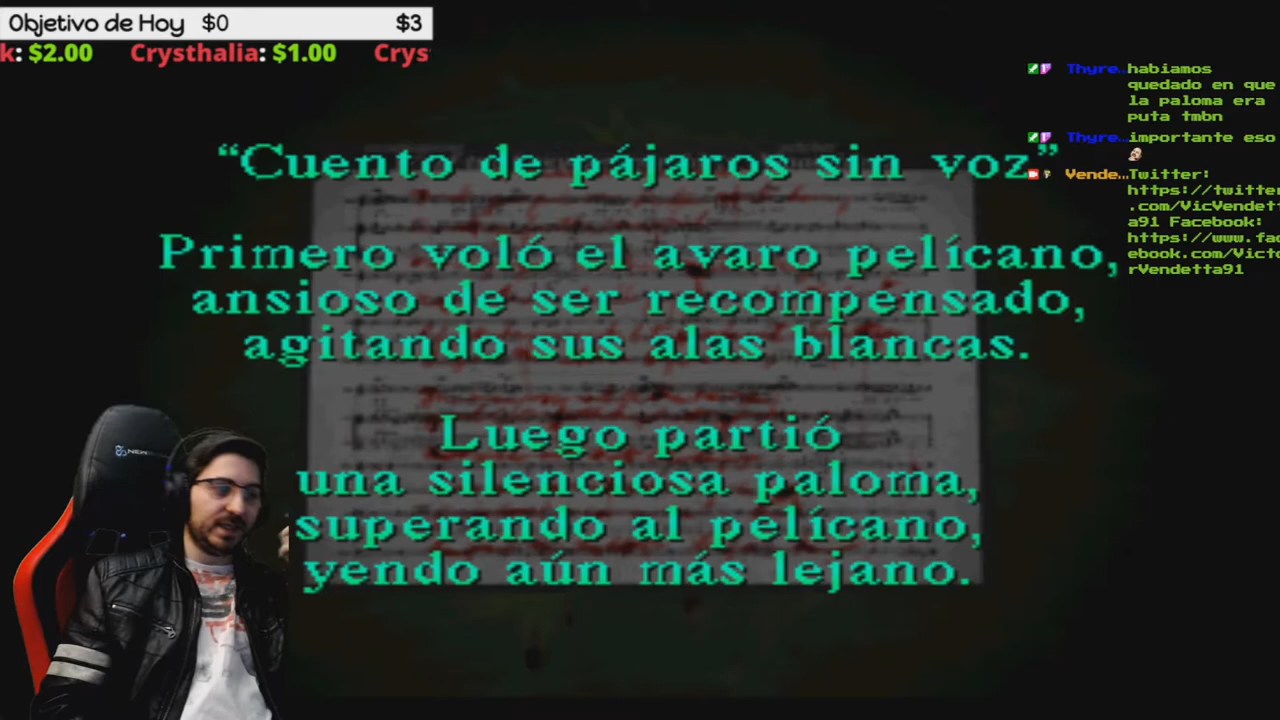 Objetivo de Hoy $0 $3
k: $2.00 Crysthalia: $1.00 Crys
“Cuento de pájaros sin voz”
Primero voló el avaro pelícano,
ansioso de ser recompensado,
agitando sus alas blancas.
Luego partió
una silenciosa paloma,
superando al pelícano,
yendo aún más lejano.
Thyre… habiamos
quedado en que
la paloma era
puta tmbn
Thyre… importante eso
Vende… Twitter:
https://twitter
.com/VicVendett
a91 Facebook:
https://www.fac
ebook.com/Victo
rVendetta91